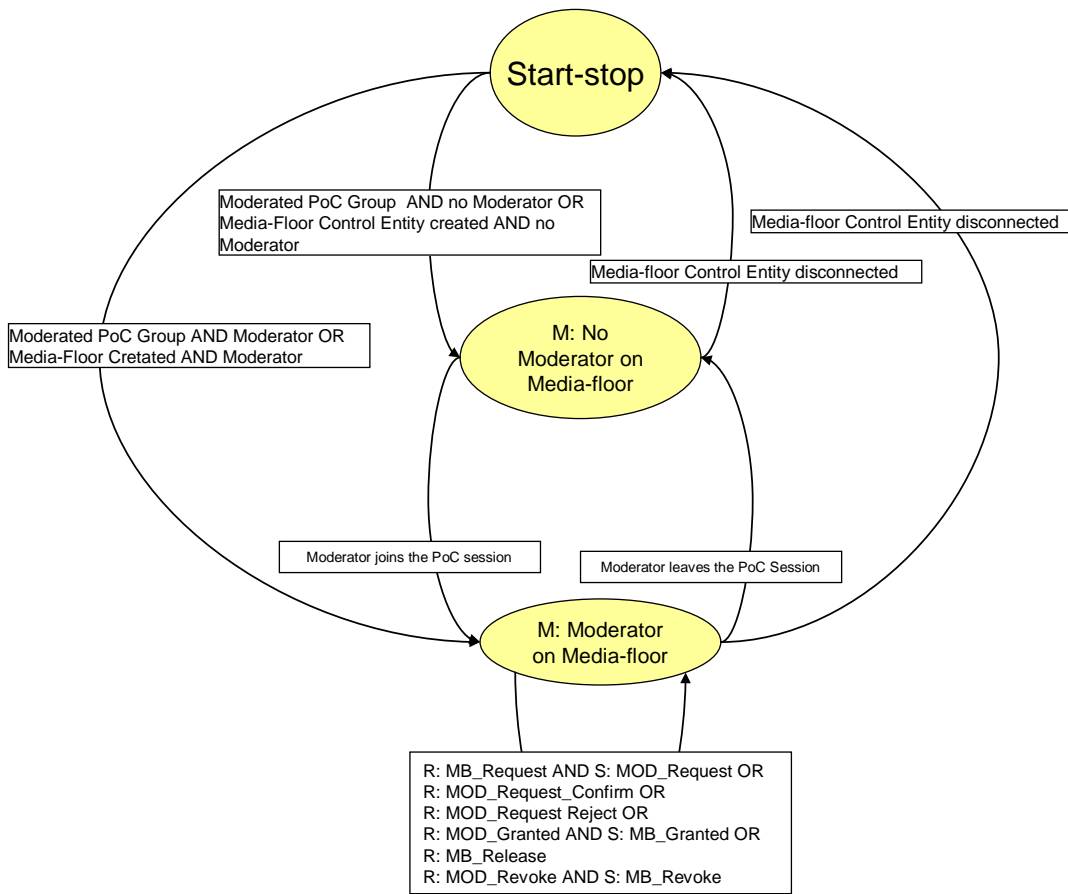 Start-stop
Moderated PoC Group AND no Moderator OR
Media-Floor Control Entity created AND no
Moderator
Media-floor Control Entity disconnected
Media-floor Control Entity disconnected
Moderated PoC Group AND Moderator OR
Media-Floor Cretated AND Moderator
M: No
Moderator on
Media-floor
Moderator joins the PoC session
Moderator leaves the PoC Session
M: Moderator
on Media-floor
R: MB_Request AND S: MOD_Request OR
R: MOD_Request_Confirm OR
R: MOD_Request Reject OR
R: MOD_Granted AND S: MB_Granted OR
R: MB_Release
R: MOD_Revoke AND S: MB_Revoke